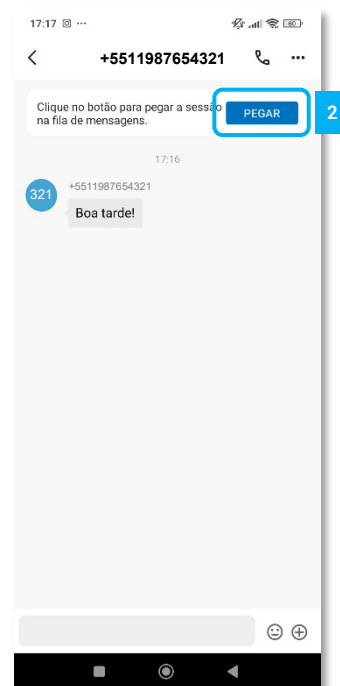 17:17 ...
60
+5511987654321 ...
Clique no botão para pegar a sessão
na fila de mensagens.
PEGAR
2
17:16
+5511987654321
321
Boa tarde!